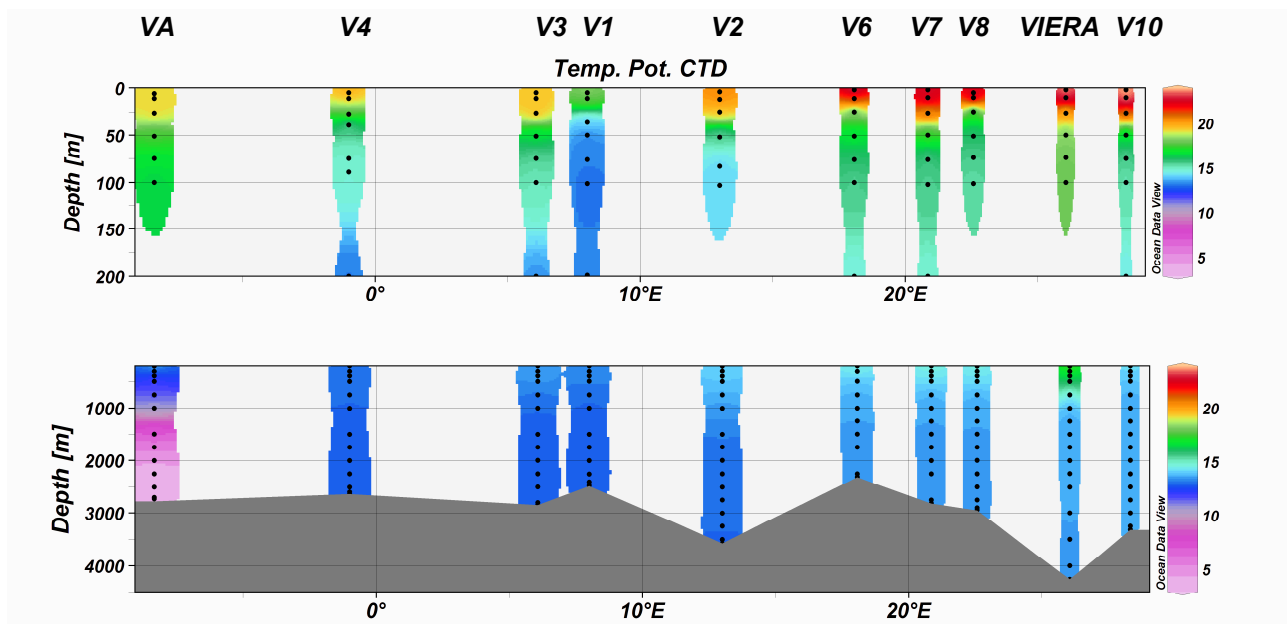 VA V4 V3 V1 V2 V6 V7 V8 VIERA V10
Temp. Pot. CTD
Depth [m]
0
50
100
150
200
0° 10°E 20°E
Ocean Data View
20
15
10
5
Depth [m]
1000
2000
3000
4000
0° 10°E 20°E
Ocean Data View
20
15
10
5